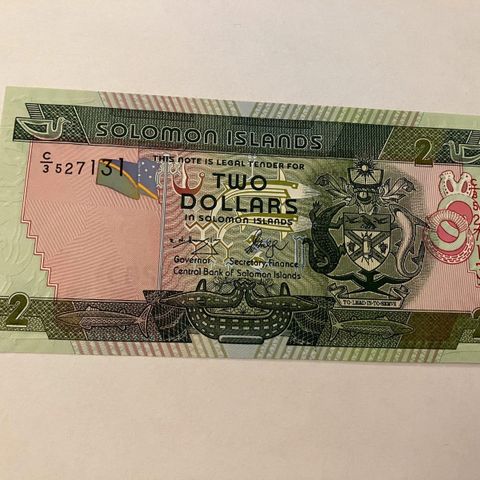 SOLOMON ISLANDS
2
C/3 527131
THIS NOTE IS LEGAL TENDER FOR
TWO
DOLLARS
IN SOLOMON ISLANDS
Governor Secretary, Finance
Central Bank of Solomon Islands
TO LEAD IS TO SERVE
2
2